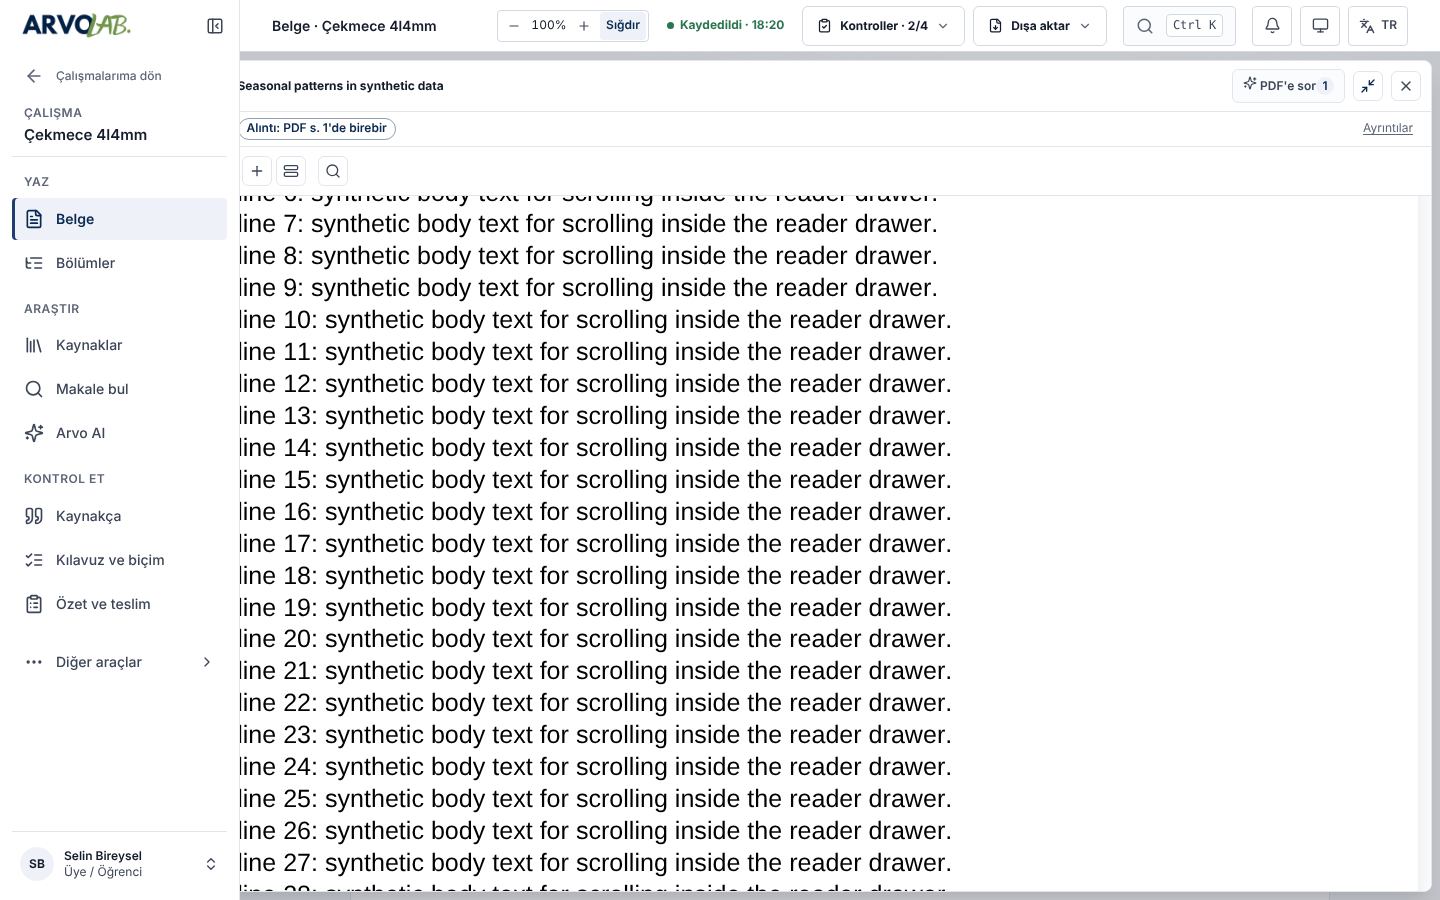 ARVOLAB.
Belge · Çekmece 4l4mm
100%
Sığdır
Kaydedildi · 18:20
Kontroller · 2/4
Dışa aktar
Ctrl K
TR
Çalışmalarıma dön
ÇALIŞMA
Çekmece 4l4mm
YAZ
Belge
Bölümler
ARAŞTIR
Kaynaklar
Makale bul
Arvo AI
KONTROL ET
Kaynakça
Kılavuz ve biçim
Özet ve teslim
Diğer araçlar
SB
Selin Bireysel
Üye / Öğrenci
Seasonal patterns in synthetic data
PDF'e sor 1
Alıntı: PDF s. 1'de birebir
Ayrıntılar
line 6: synthetic body text for scrolling inside the reader drawer.
line 7: synthetic body text for scrolling inside the reader drawer.
line 8: synthetic body text for scrolling inside the reader drawer.
line 9: synthetic body text for scrolling inside the reader drawer.
line 10: synthetic body text for scrolling inside the reader drawer.
line 11: synthetic body text for scrolling inside the reader drawer.
line 12: synthetic body text for scrolling inside the reader drawer.
line 13: synthetic body text for scrolling inside the reader drawer.
line 14: synthetic body text for scrolling inside the reader drawer.
line 15: synthetic body text for scrolling inside the reader drawer.
line 16: synthetic body text for scrolling inside the reader drawer.
line 17: synthetic body text for scrolling inside the reader drawer.
line 18: synthetic body text for scrolling inside the reader drawer.
line 19: synthetic body text for scrolling inside the reader drawer.
line 20: synthetic body text for scrolling inside the reader drawer.
line 21: synthetic body text for scrolling inside the reader drawer.
line 22: synthetic body text for scrolling inside the reader drawer.
line 23: synthetic body text for scrolling inside the reader drawer.
line 24: synthetic body text for scrolling inside the reader drawer.
line 25: synthetic body text for scrolling inside the reader drawer.
line 26: synthetic body text for scrolling inside the reader drawer.
line 27: synthetic body text for scrolling inside the reader drawer.